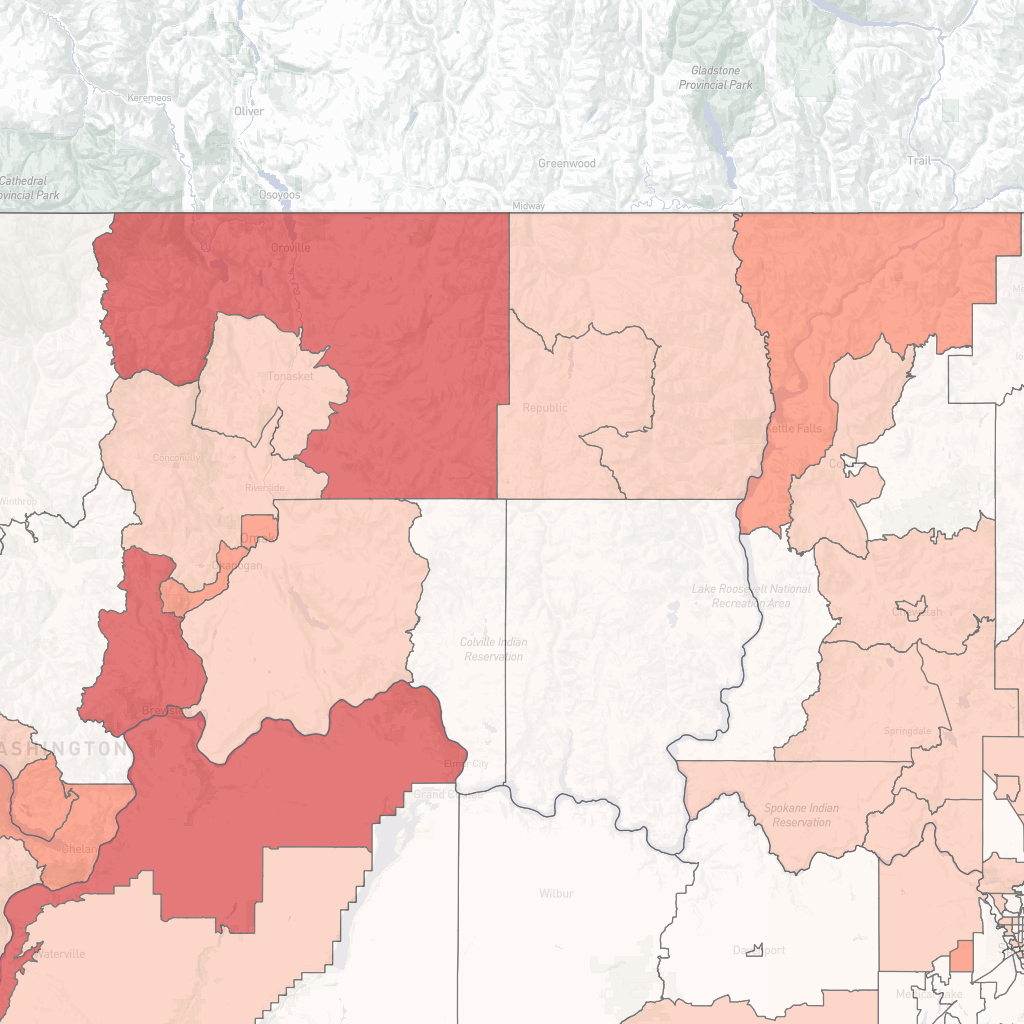 Gladstone
Provincial Park
Keremeos
Oliver
Greenwood
Trail
Cathedral
Provincial Park
Osoyoos
Midway
Oroville
Tonasket
Republic
Kettle Falls
Conconully
Riverside
Winthrop
Omak
Okanogan
Lake Roosevelt National
Recreation Area
Chewelah
Colville Indian
Reservation
Brewster
Springdale
WASHINGTON
Elmer City
Grand Coulee
Spokane Indian
Reservation
Chelan
Wilbur
Waterville
Davenport
Medical Lake